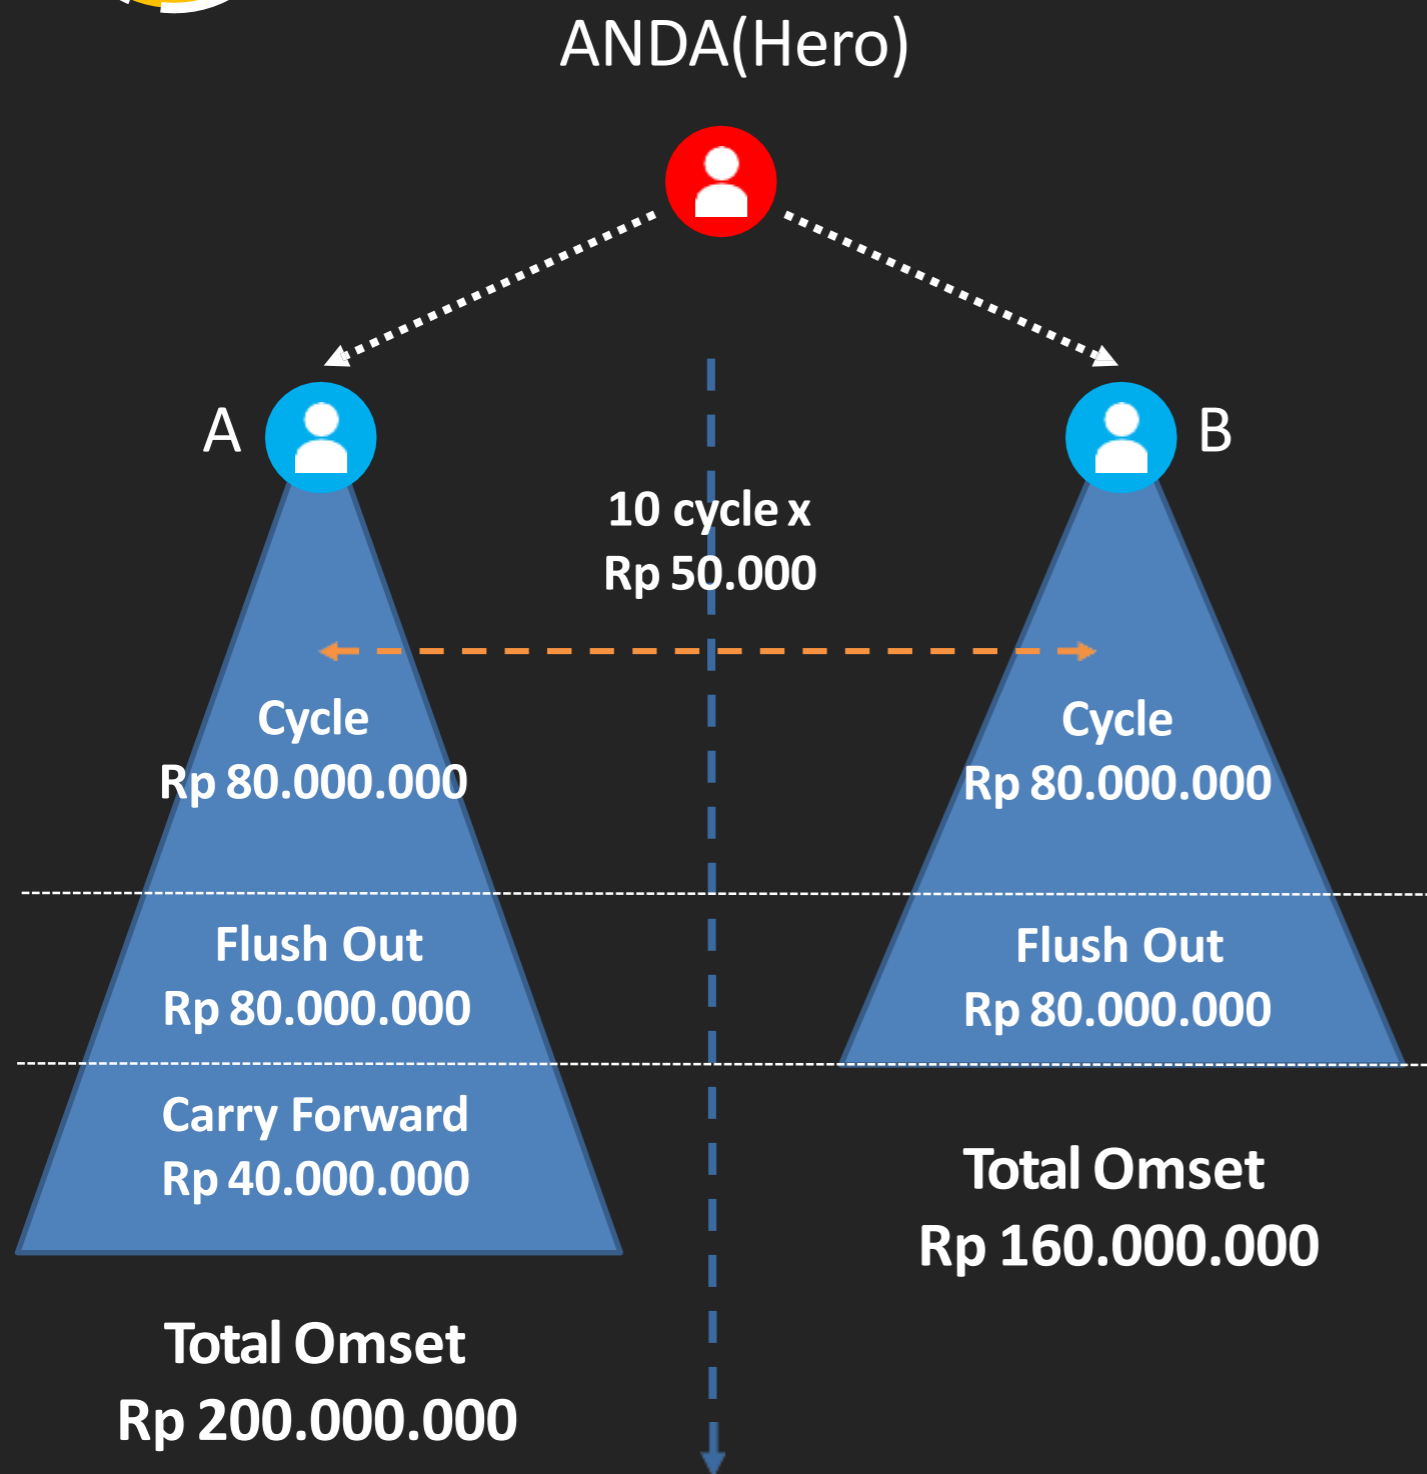 ANDA(Hero)
A
B
10 cycle x
Rp 50.000
Cycle
Rp 80.000.000
Cycle
Rp 80.000.000
Flush Out
Rp 80.000.000
Flush Out
Rp 80.000.000
Carry Forward
Rp 40.000.000
Total Omset
Rp 160.000.000
Total Omset
Rp 200.000.000